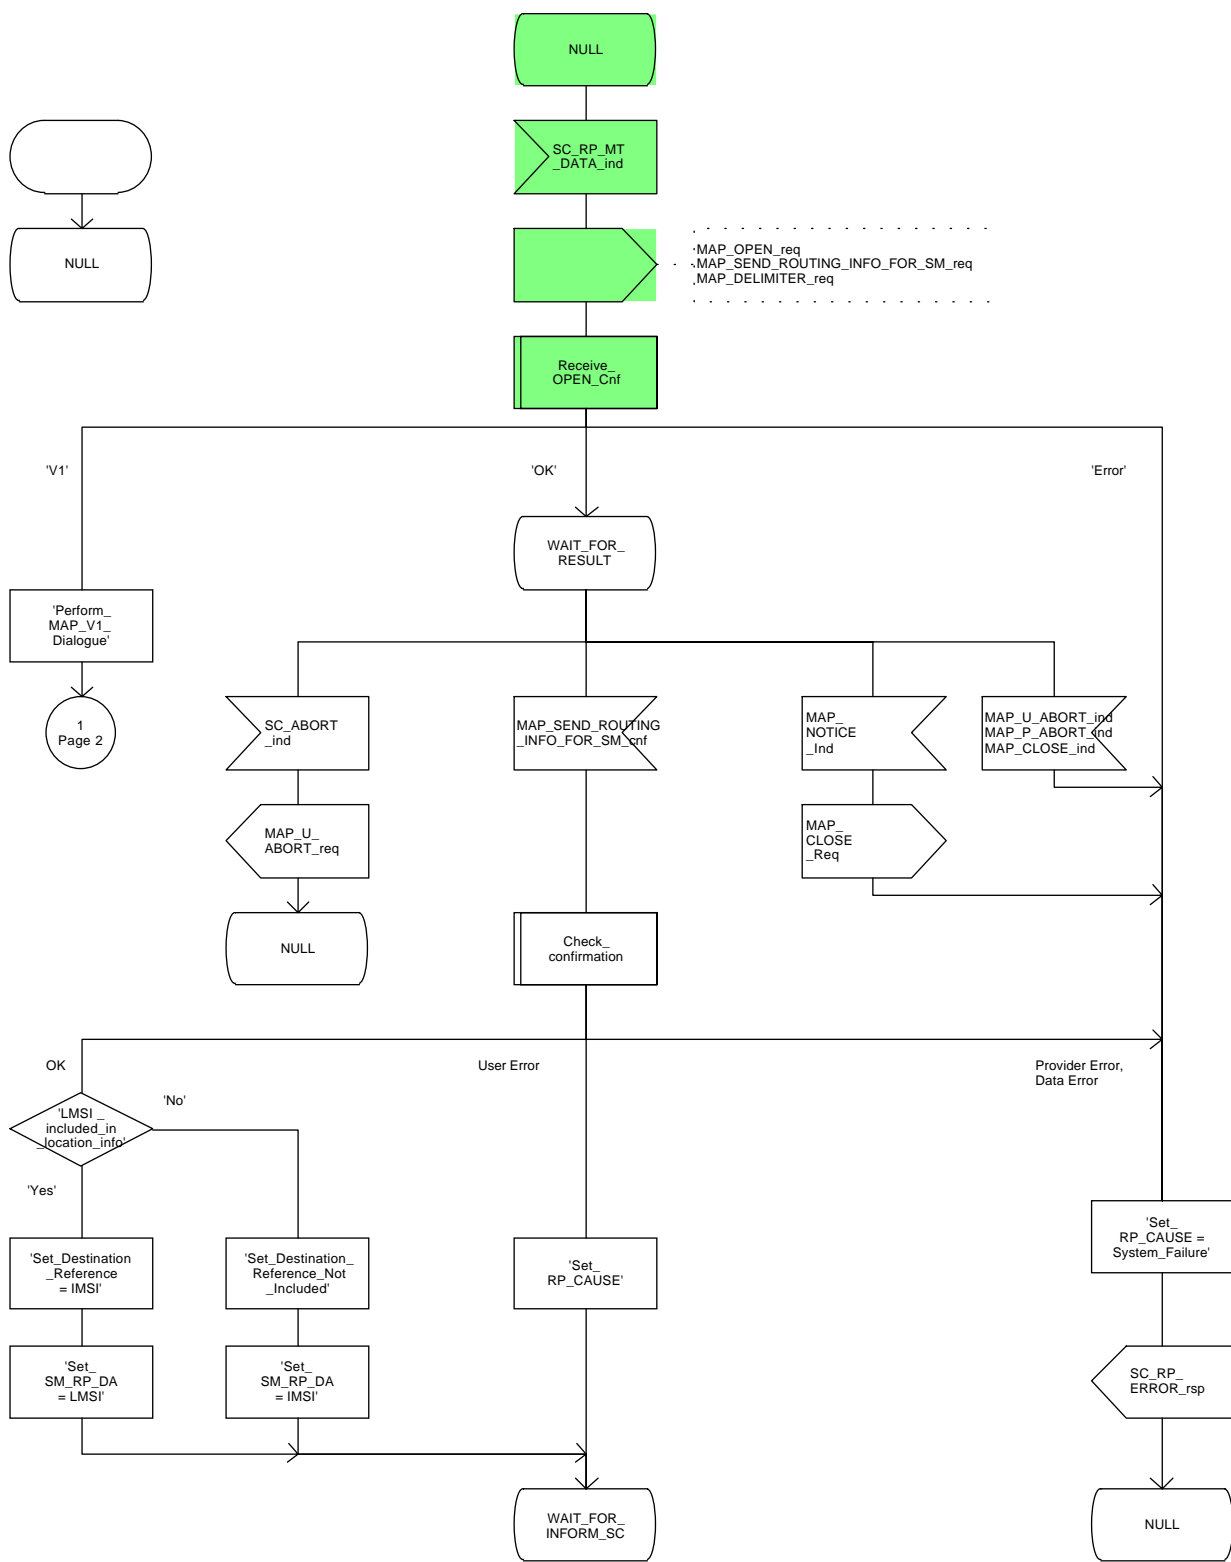 NULL
SC_RP_MT
_DATA_ind
NULL
MAP_OPEN_req
MAP_SEND_ROUTING_INFO_FOR_SM_req
MAP_DELIMITER_req
Receive_
OPEN_Cnf
'V1'
'OK'
'Error'
WAIT_FOR_
RESULT
'Perform_
MAP_V1_
Dialogue'
1
Page 2
SC_ABORT
_ind
MAP_SEND_ROUTING
_INFO_FOR_SM_cnf
MAP_
NOTICE
_Ind
MAP_U_ABORT_ind
MAP_P_ABORT_ind
MAP_CLOSE_ind
MAP_U_
ABORT_req
MAP_
CLOSE
_Req
NULL
Check_
confirmation
OK
User Error
Provider Error,
Data Error
'LMSI _
included_in
_location_info'
'No'
'Yes'
'Set_Destination
_Reference
= IMSI'
'Set_Destination_
Reference_Not
_Included'
'Set_
RP_CAUSE'
'Set_
RP_CAUSE =
System_Failure'
'Set_
SM_RP_DA
= LMSI'
'Set_
SM_RP_DA
= IMSI'
SC_RP_
ERROR_rsp
WAIT_FOR_
INFORM_SC
NULL